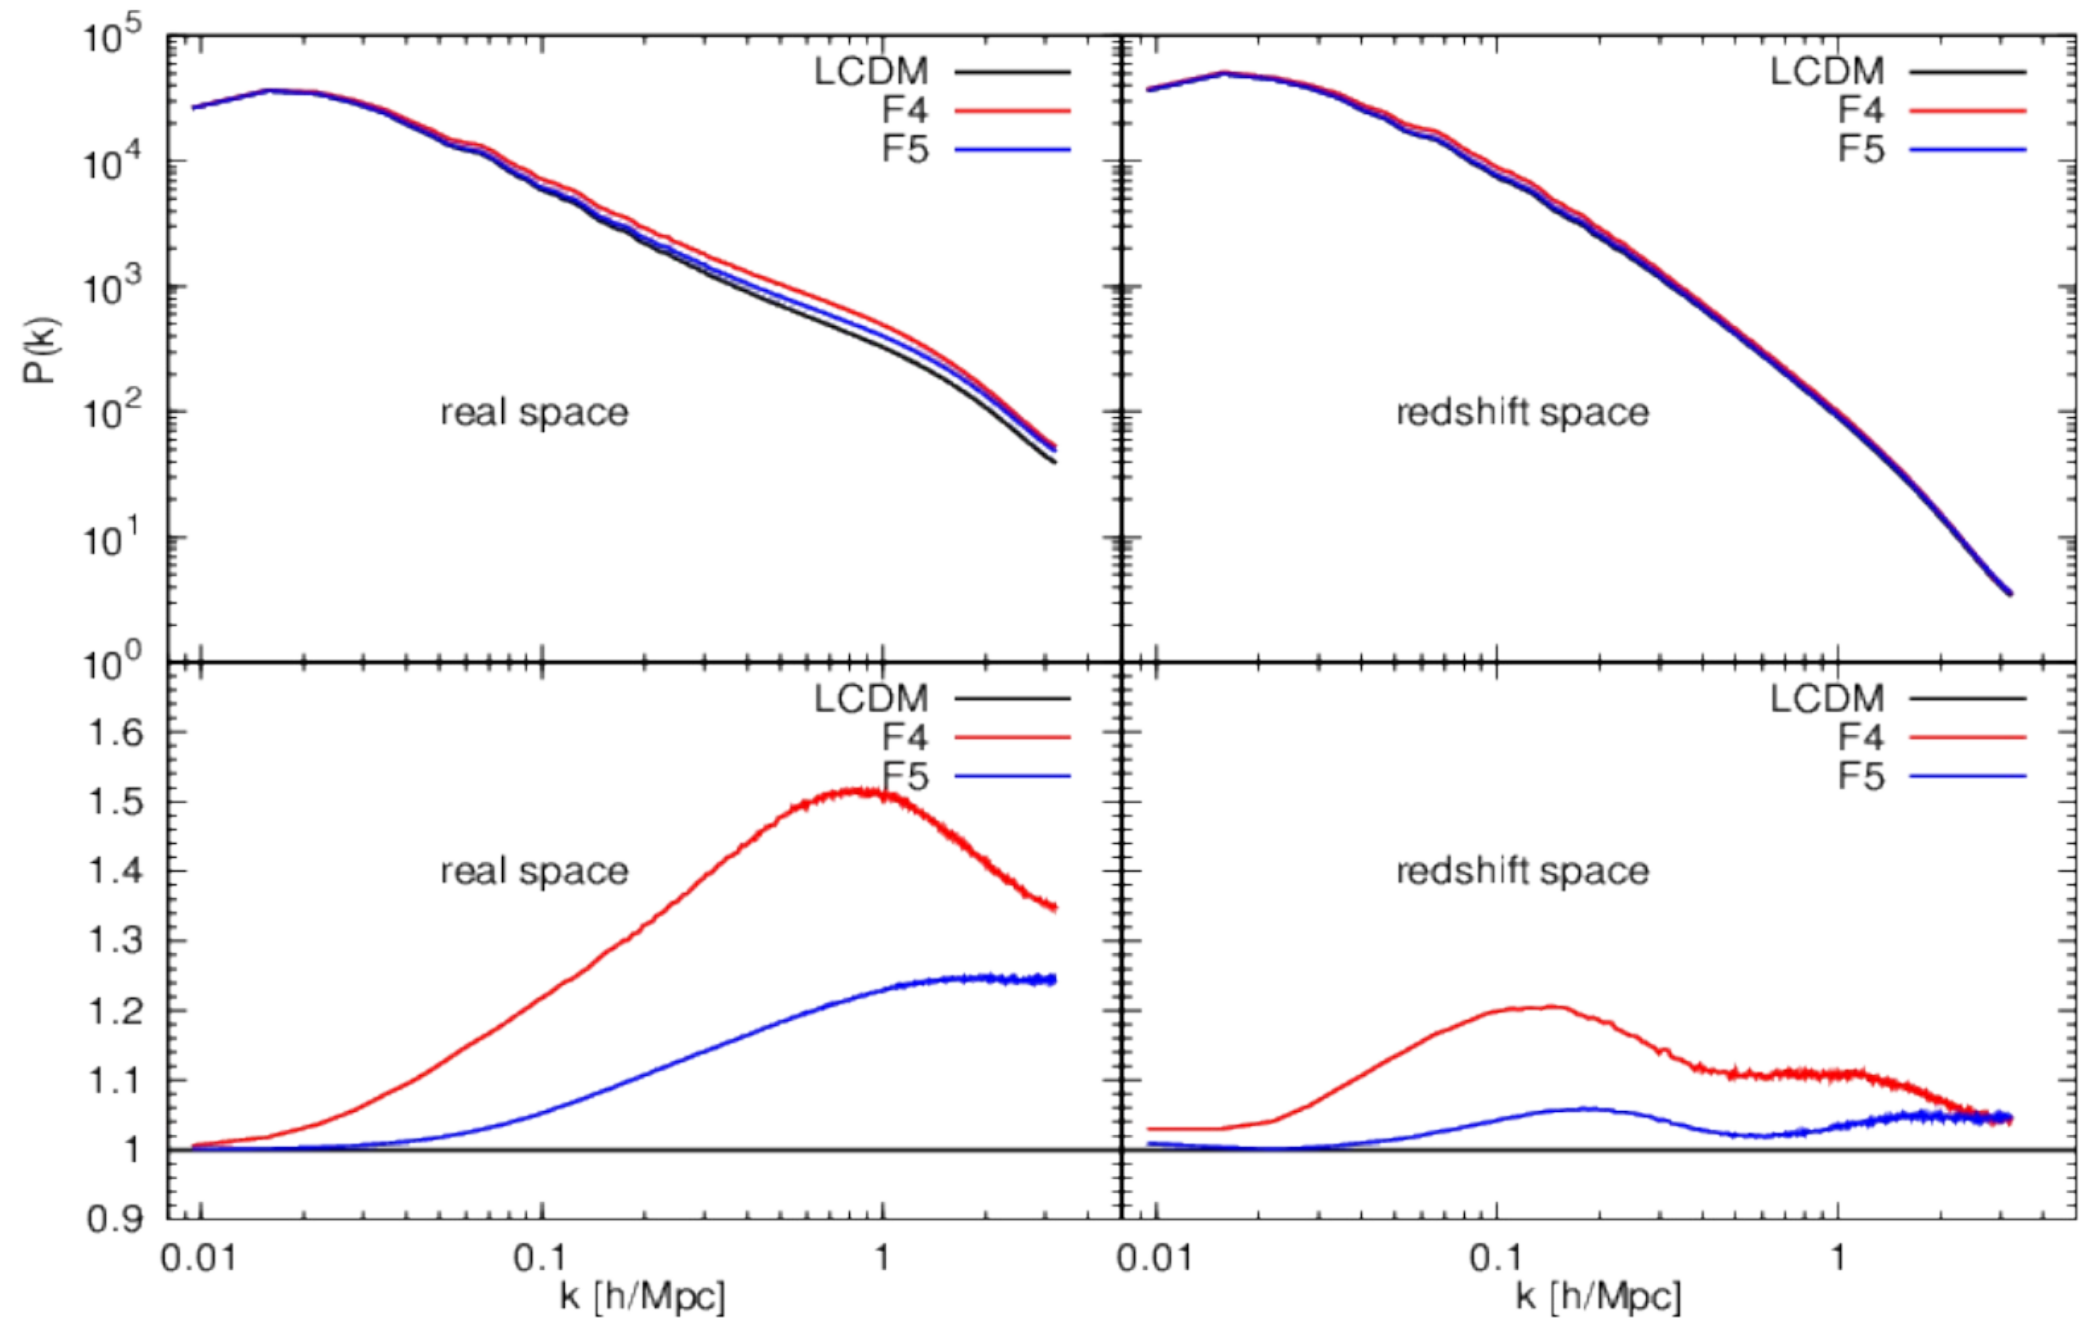 10^5
10^4
10^3
10^2
10^1
10^0
P(k)
LCDM
F4
F5
real space
LCDM
F4
F5
redshift space
1.6
1.5
1.4
1.3
1.2
1.1
1
0.9
LCDM
F4
F5
real space
LCDM
F4
F5
redshift space
0.01 0.1 1
k [h/Mpc]
0.01 0.1 1
k [h/Mpc]